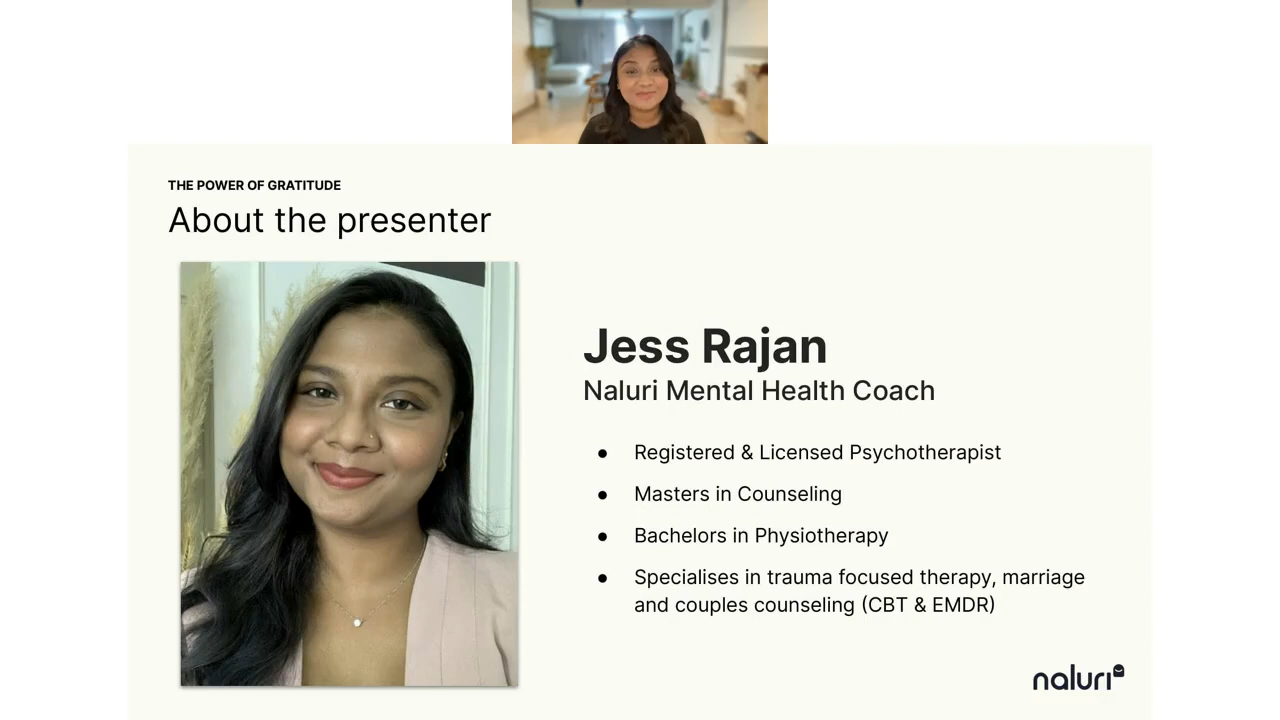 THE POWER OF GRATITUDE
About the presenter
Jess Rajan
Naluri Mental Health Coach
● Registered & Licensed Psychotherapist
● Masters in Counseling
● Bachelors in Physiotherapy
● Specialises in trauma focused therapy, marriage
and couples counseling (CBT & EMDR)
naluri